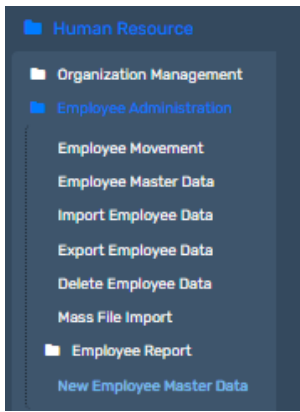 Human Resource
Organization Management
Employee Administration
Employee Movement
Employee Master Data
Import Employee Data
Export Employee Data
Delete Employee Data
Mass File Import
Employee Report
New Employee Master Data